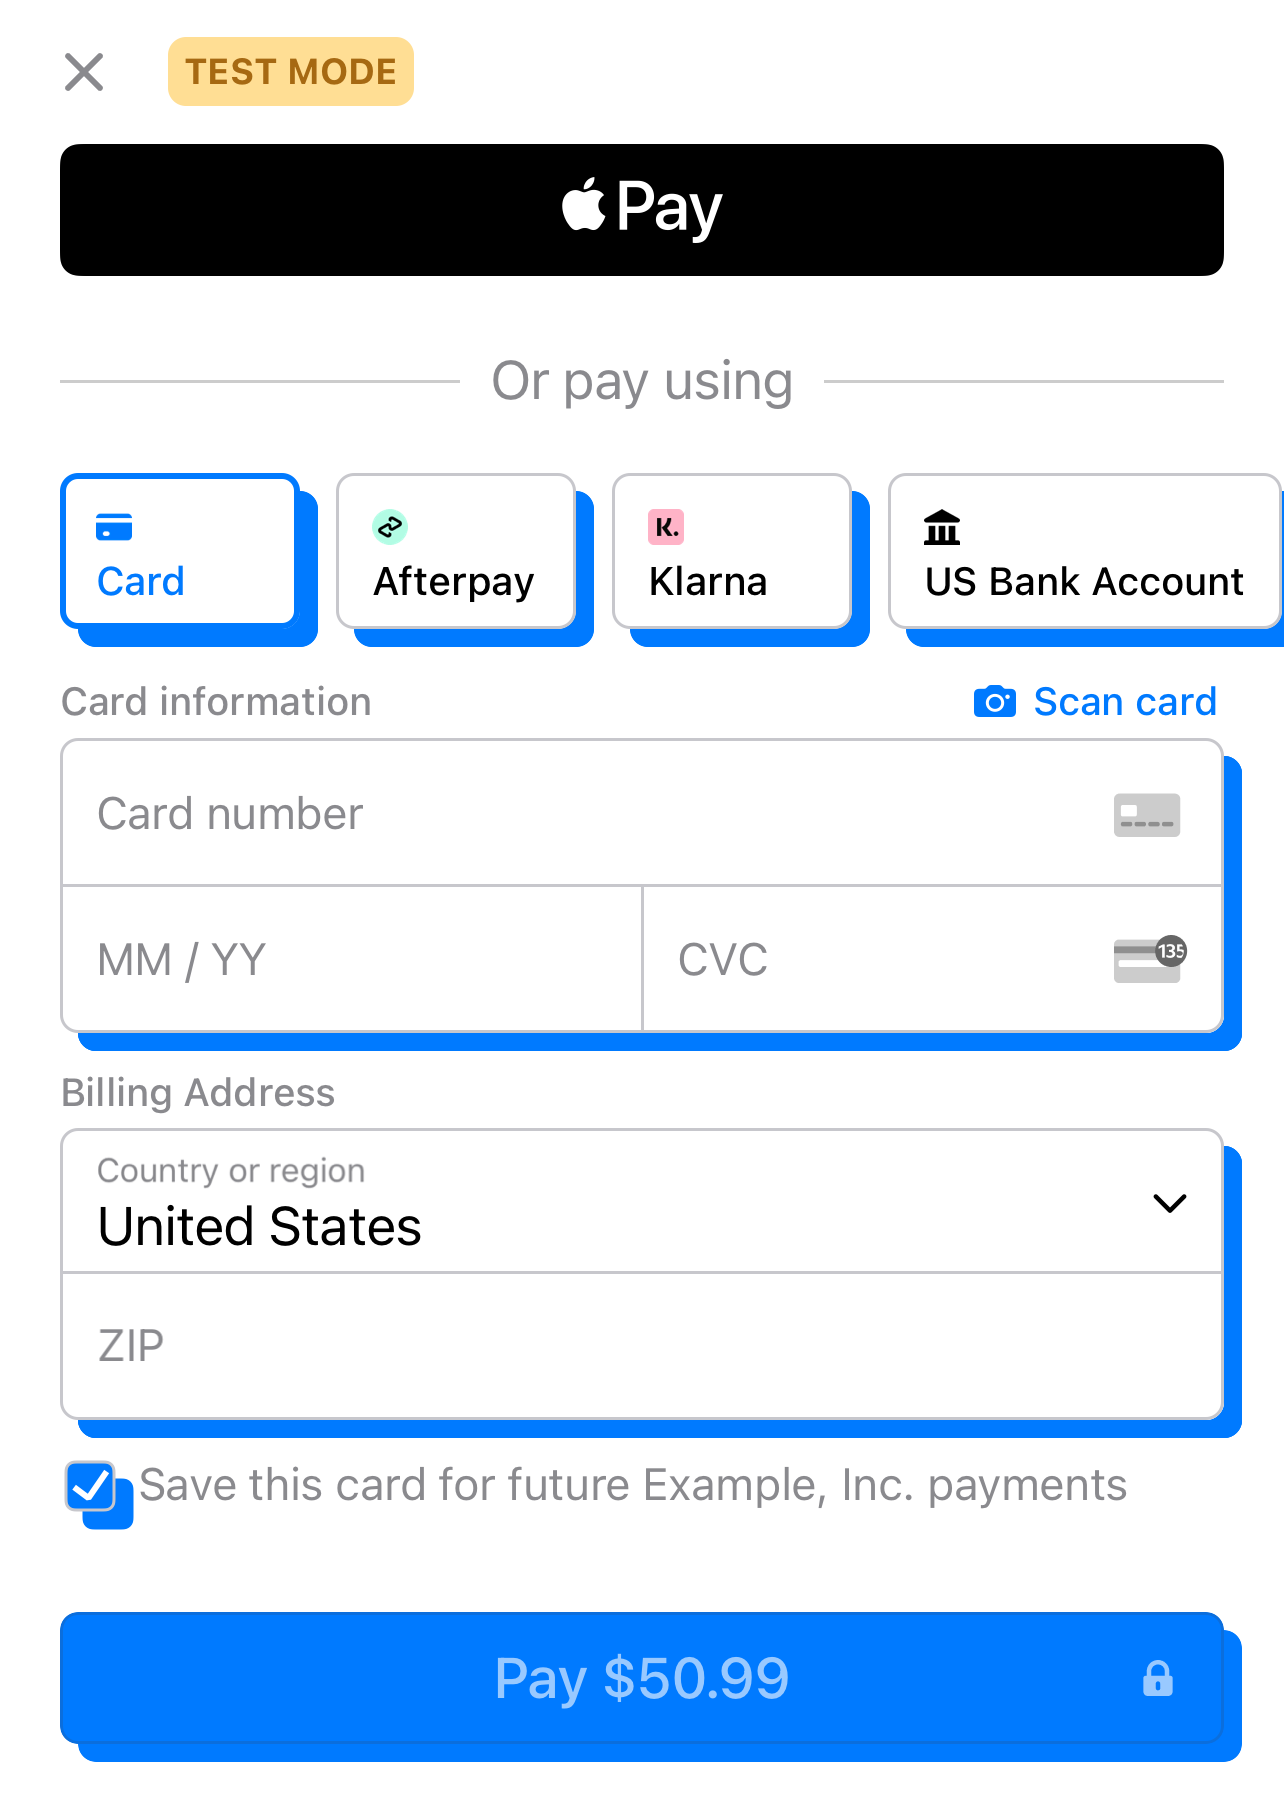 TEST MODE
Pay
Or pay using
Card
Afterpay
K.
Klarna
US Bank Account
Card information
Scan card
Card number
MM / YY
CVC
135
Billing Address
Country or region
United States
ZIP
Save this card for future Example, Inc. payments
Pay $50.99